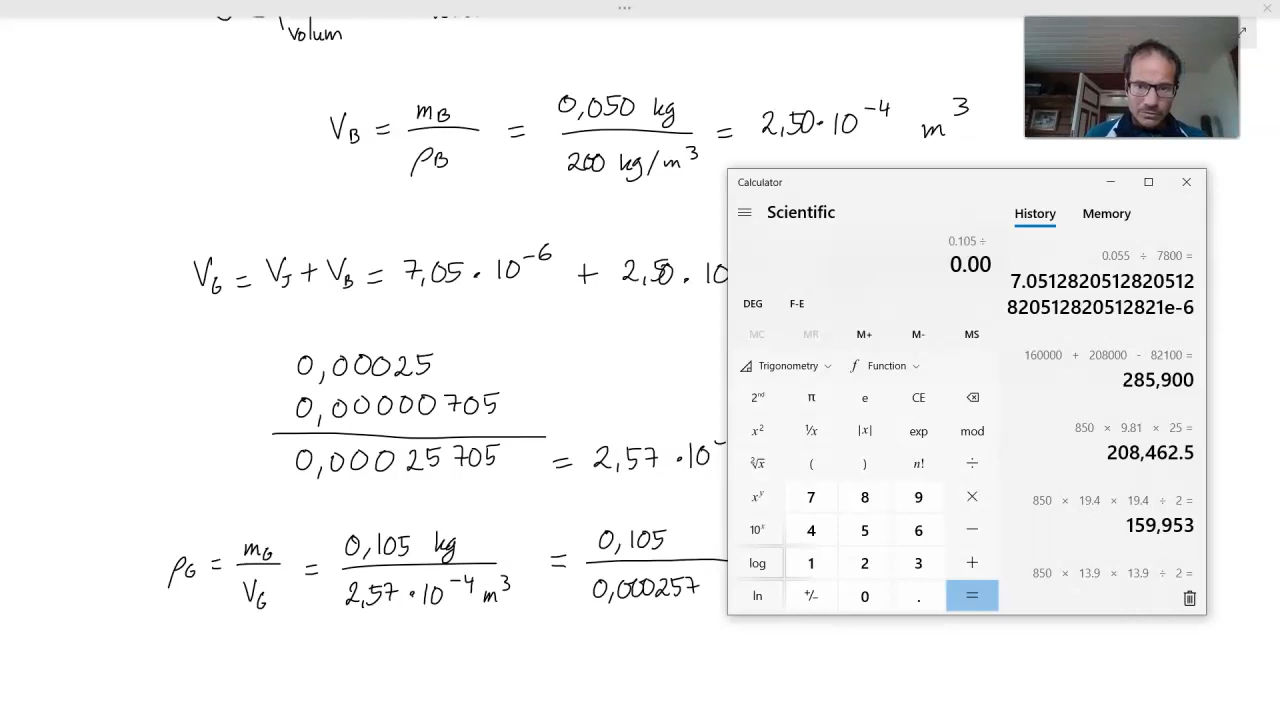 volum
V_B = m_B / ρ_B = 0,050 kg / 200 kg/m³ = 2,50·10⁻⁴ m³
V_G = V_J + V_B = 7,05·10⁻⁶ + 2,50·10
0,00025
0,00000705
0,00025705 = 2,57·10⁻
ρ_G = m_G / V_G = 0,105 kg / 2,57·10⁻⁴ m³ = 0,105 / 0,000257
Calculator
Scientific
0.105 ÷
0.00
DEG F-E
MC MR M+ M- MS
Trigonometry f Function
2ⁿᵈ π e CE
x² ¹/x |x| exp mod
²√x ( ) n! ÷
xʸ 7 8 9 ×
10ˣ 4 5 6 −
log 1 2 3 +
ln +/− 0 . =
History Memory
0.055 ÷ 7800 =
7.0512820512820512
820512820512821e-6
160000 + 208000 - 82100 =
285,900
850 × 9.81 × 25 =
208,462.5
850 × 19.4 × 19.4 ÷ 2 =
159,953
850 × 13.9 × 13.9 ÷ 2 =